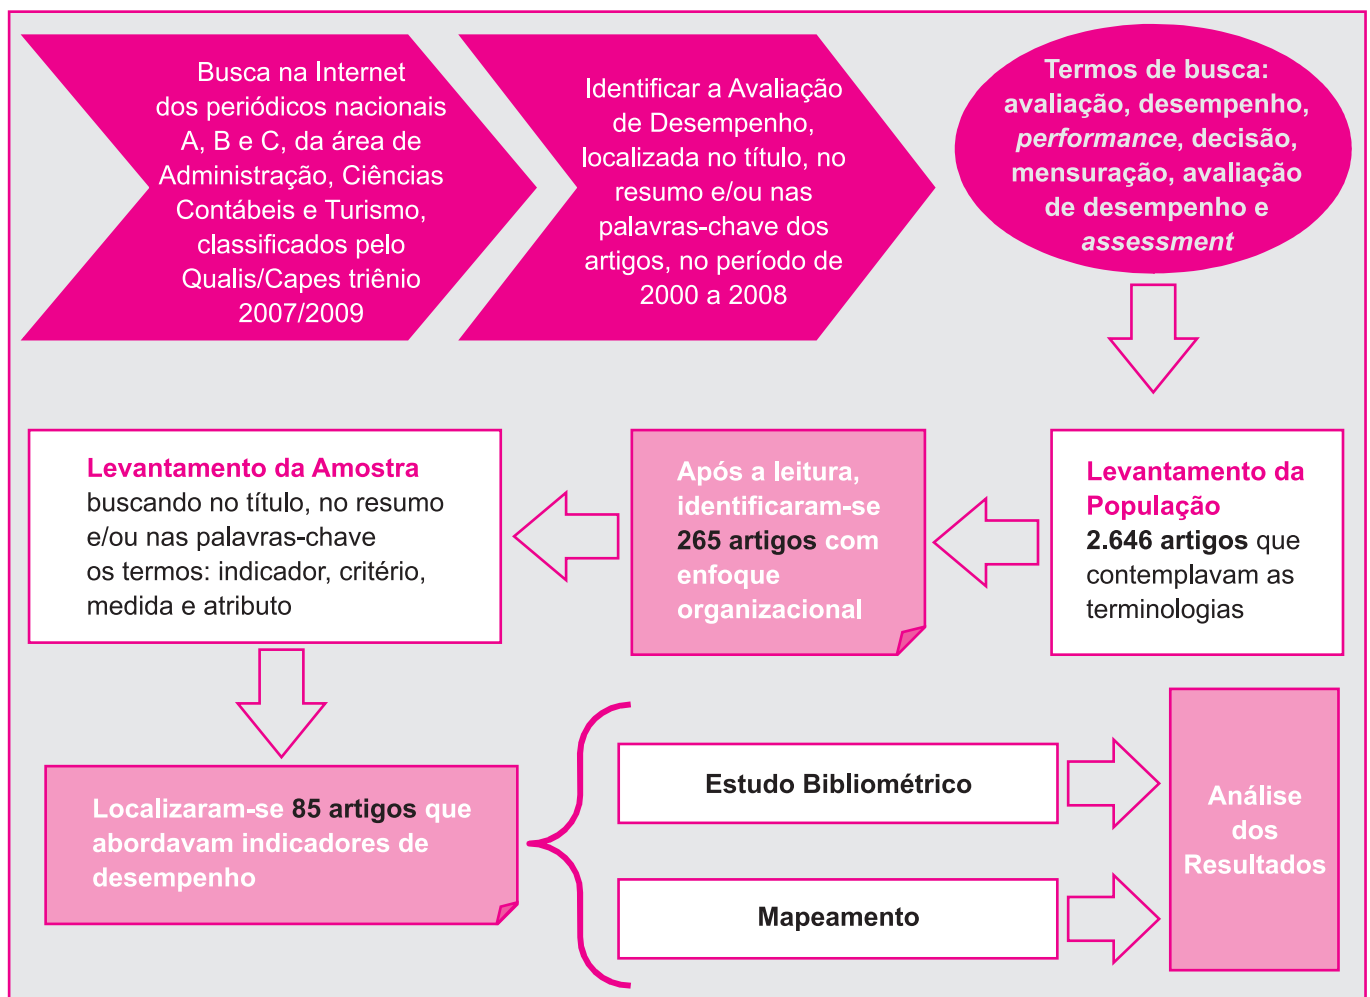 Busca na Internet
dos periódicos nacionais
A, B e C, da área de
Administração, Ciências
Contábeis e Turismo,
classificados pelo
Qualis/Capes triênio
2007/2009
Identificar a Avaliação
de Desempenho,
localizada no título, no
resumo e/ou nas
palavras-chave dos
artigos, no período de
2000 a 2008
Termos de busca:
avaliação, desempenho,
performance, decisão,
mensuração, avaliação
de desempenho e
assessment
Levantamento da
População
2.646 artigos que
contemplavam as
terminologias
Após a leitura,
identificaram-se
265 artigos com
enfoque
organizacional
Levantamento da Amostra
buscando no título, no resumo
e/ou nas palavras-chave
os termos: indicador, critério,
medida e atributo
Localizaram-se 85 artigos que
abordavam indicadores de
desempenho
Estudo Bibliométrico
Mapeamento
Análise
dos
Resultados